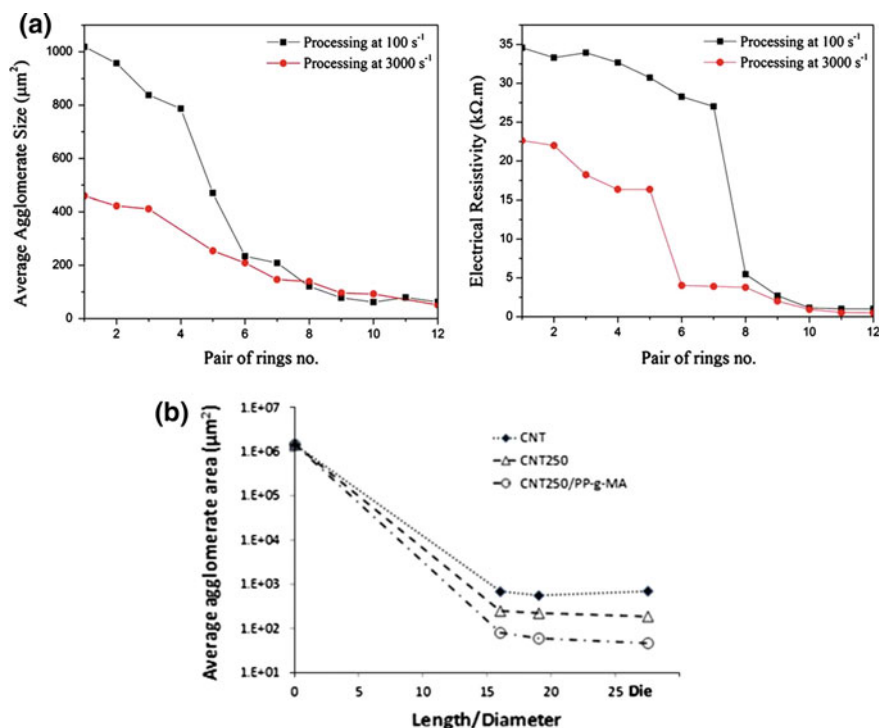 (a)
Processing at 100 s⁻¹
Processing at 3000 s⁻¹
1000
800
600
400
200
0
2 4 6 8 10 12
Average Agglomerate Size (µm²)
Pair of rings no.
Processing at 100 s⁻¹
Processing at 3000 s⁻¹
35
30
25
20
15
10
5
0
2 4 6 8 10 12
Electrical Resistivity (kΩ.m)
Pair of rings no.
(b)
1.E+07
1.E+06
1.E+05
1.E+04
1.E+03
1.E+02
1.E+01
Average agglomerate area (µm²)
CNT
CNT250
CNT250/PP-g-MA
0 5 10 15 20 25 Die
Length/Diameter